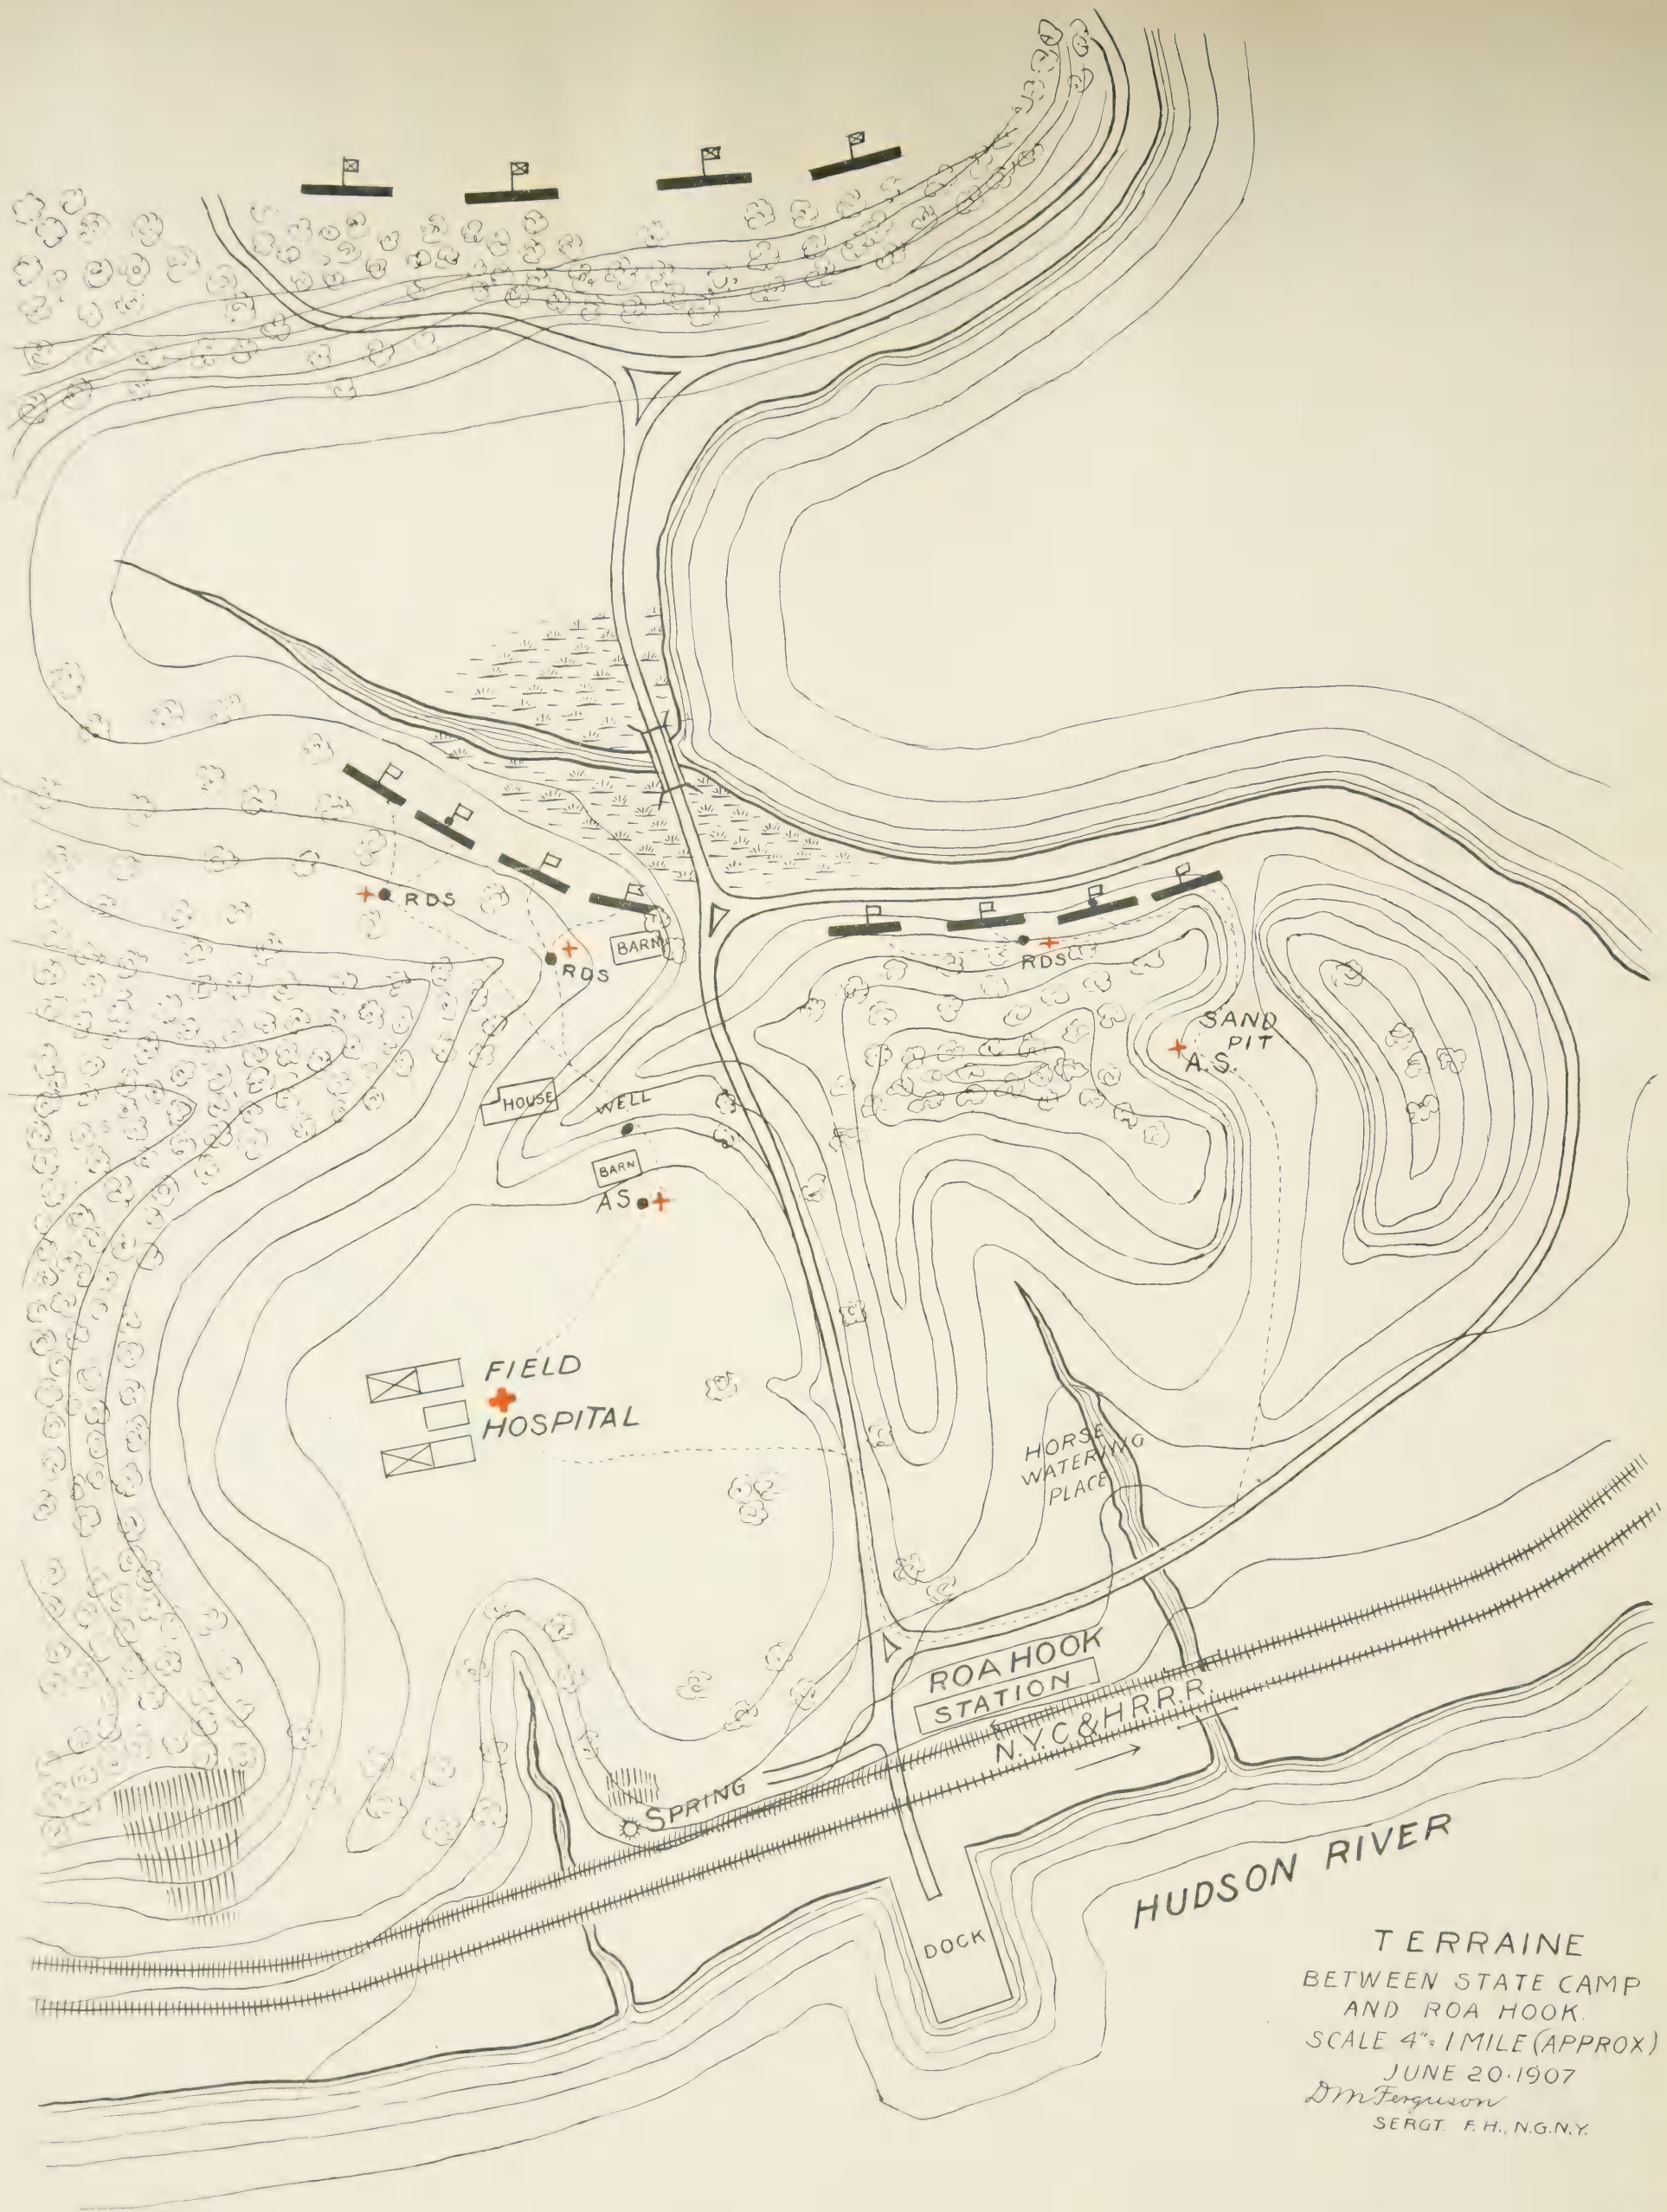 RDS
BARN
RDS
RDS
SAND
PIT
A.S.
HOUSE
WELL
BARN
AS
FIELD
HOSPITAL
HORSE
WATERING
PLACE
ROA HOOK
STATION
N.Y.C & H.R.R.R.
SPRING
HUDSON RIVER
DOCK
TERRAINE
BETWEEN STATE CAMP
AND ROA HOOK.
SCALE 4"= 1 MILE (APPROX)
JUNE 20·1907
DM Ferguson
SERGT. F.H., N.G.N.Y.